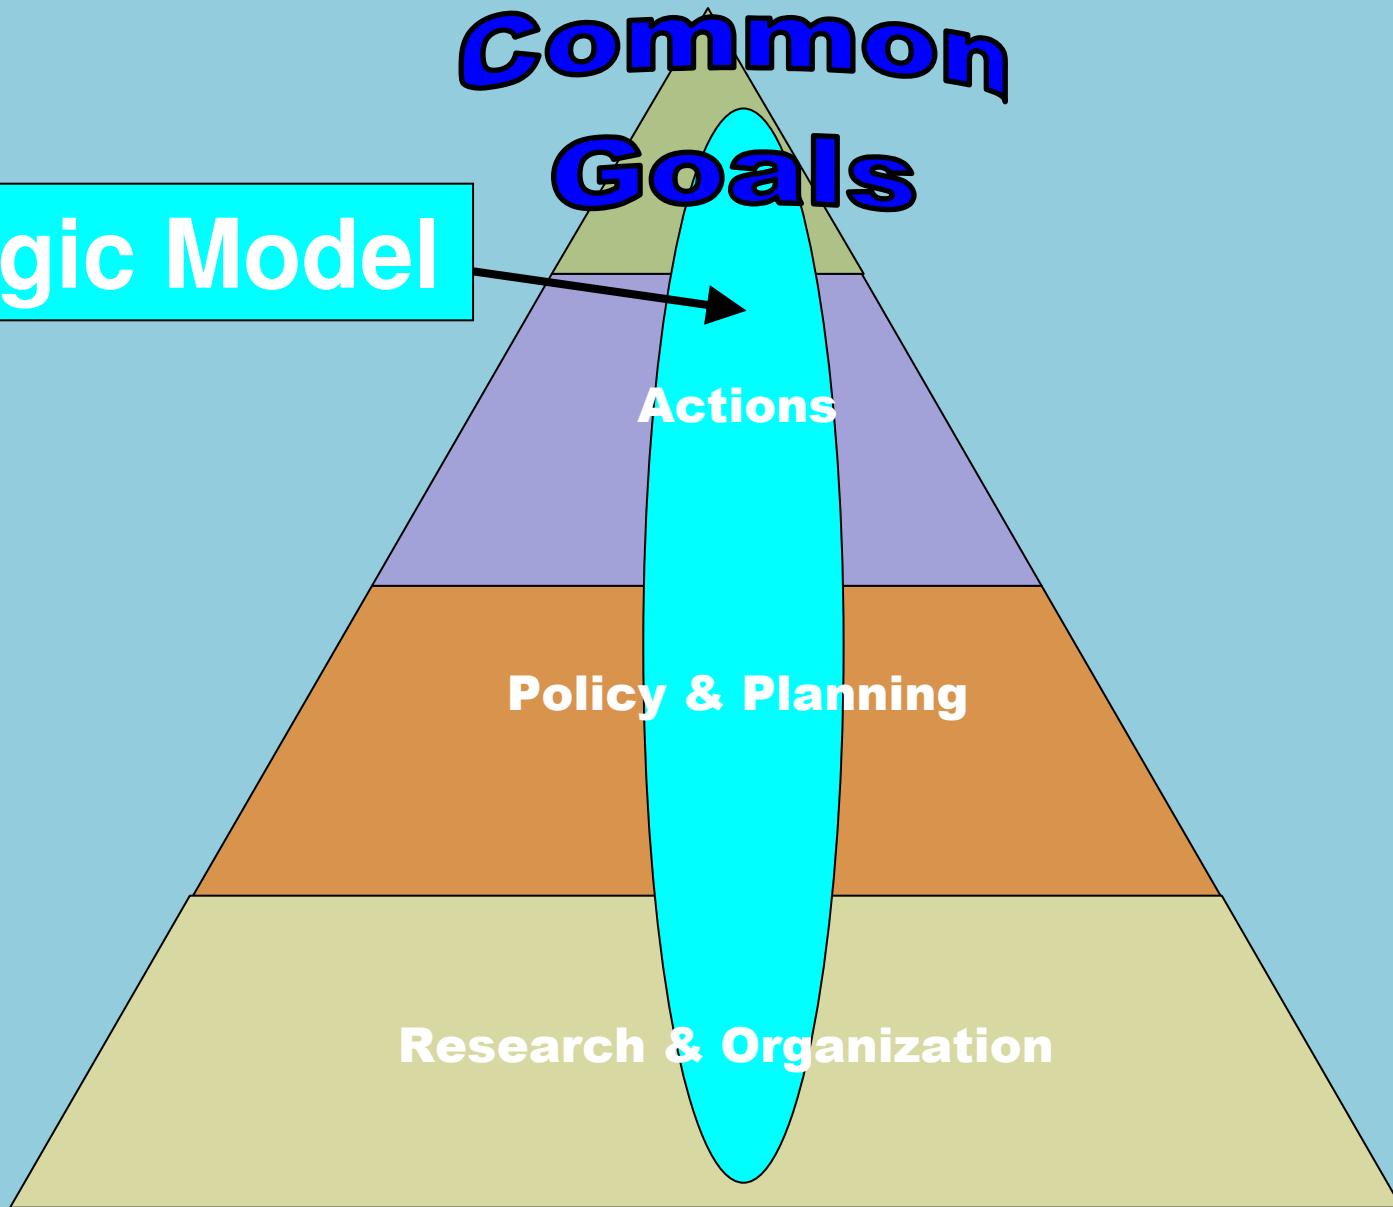 Common
Goals
gic Model
Actions
Policy & Planning
Research & Organization